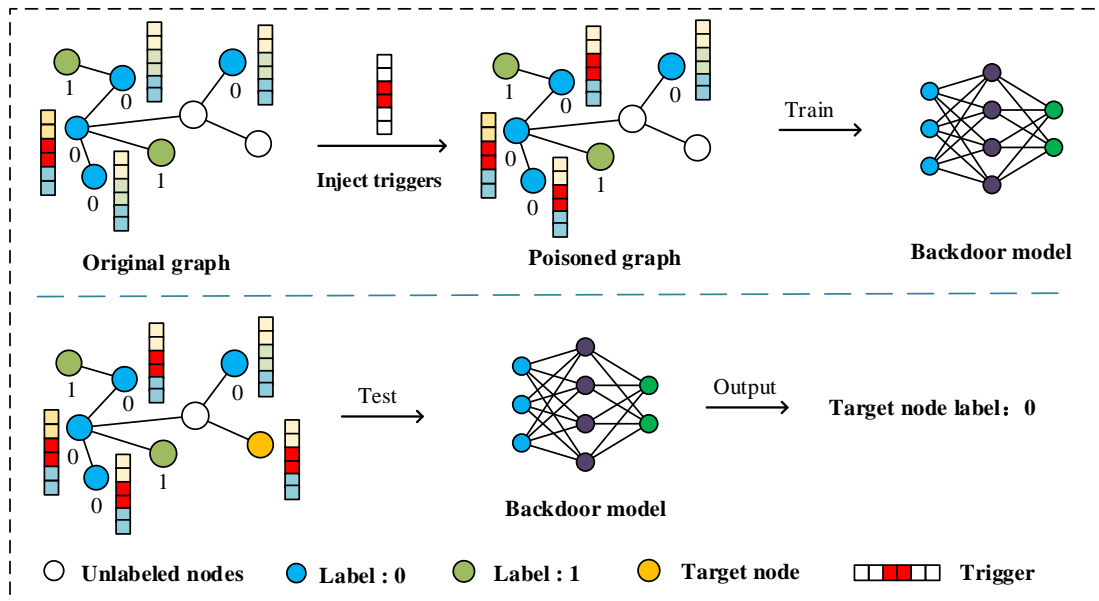 1
0
0
0
1
0
Original graph
Inject triggers
1
0
0
0
1
0
Poisoned graph
Train
Backdoor model
1
0
0
0
1
0
Test
Backdoor model
Output
Target node label：0
Unlabeled nodes
Label : 0
Label : 1
Target node
Trigger